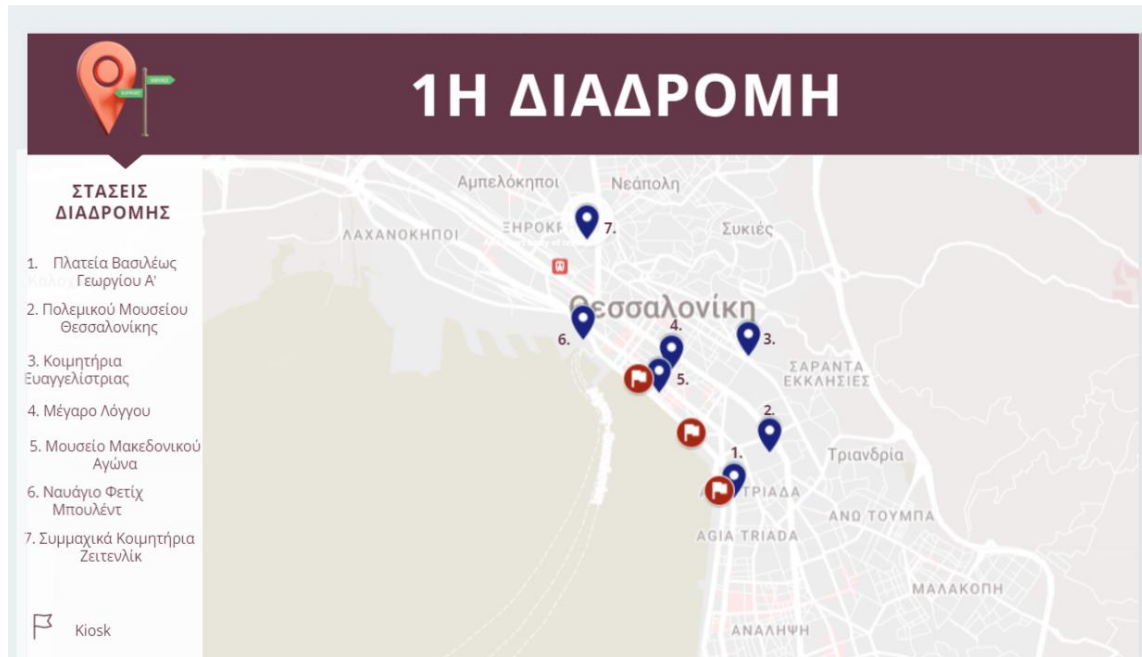 1Η ΔΙΑΔΡΟΜΗ
ΣΤΑΣΕΙΣ
ΔΙΑΔΡΟΜΗΣ
1. Πλατεία Βασιλέως
Γεωργίου Α'
2. Πολεμικού Μουσείου
Θεσσαλονίκης
3. Κοιμητήρια
Ευαγγελίστριας
4. Μέγαρο Λόγγου
5. Μουσείο Μακεδονικού
Αγώνα
6. Ναυάγιο Φετίχ
Μπουλέντ
7. Συμμαχικά Κοιμητήρια
Ζειτενλίκ
Kiosk
Αμπελόκηποι
Νεάπολη
ΛΑΧΑΝΟΚΗΠΟΙ
7.
Συκιές
Θεσσαλονίκη
6.
4.
3.
5.
ΣΑΡΑΝΤΑ
ΕΚΚΛΗΣΙΕΣ
2.
1.
Τριανδρία
ΑΝΩ ΤΟΥΜΠΑ
AGIA TRIADA
ΜΑΛΑΚΟΠΗ
ΑΝΑΛΗΨΗ